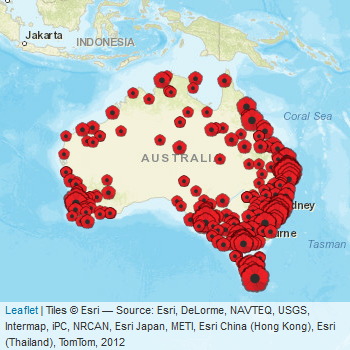 INDONESIA
Jakarta
Coral Sea
AUSTRALIA
dney
urne
Tasman
Leaflet | Tiles © Esri — Source: Esri, DeLorme, NAVTEQ, USGS,
Intermap, iPC, NRCAN, Esri Japan, METI, Esri China (Hong Kong), Esri
(Thailand), TomTom, 2012